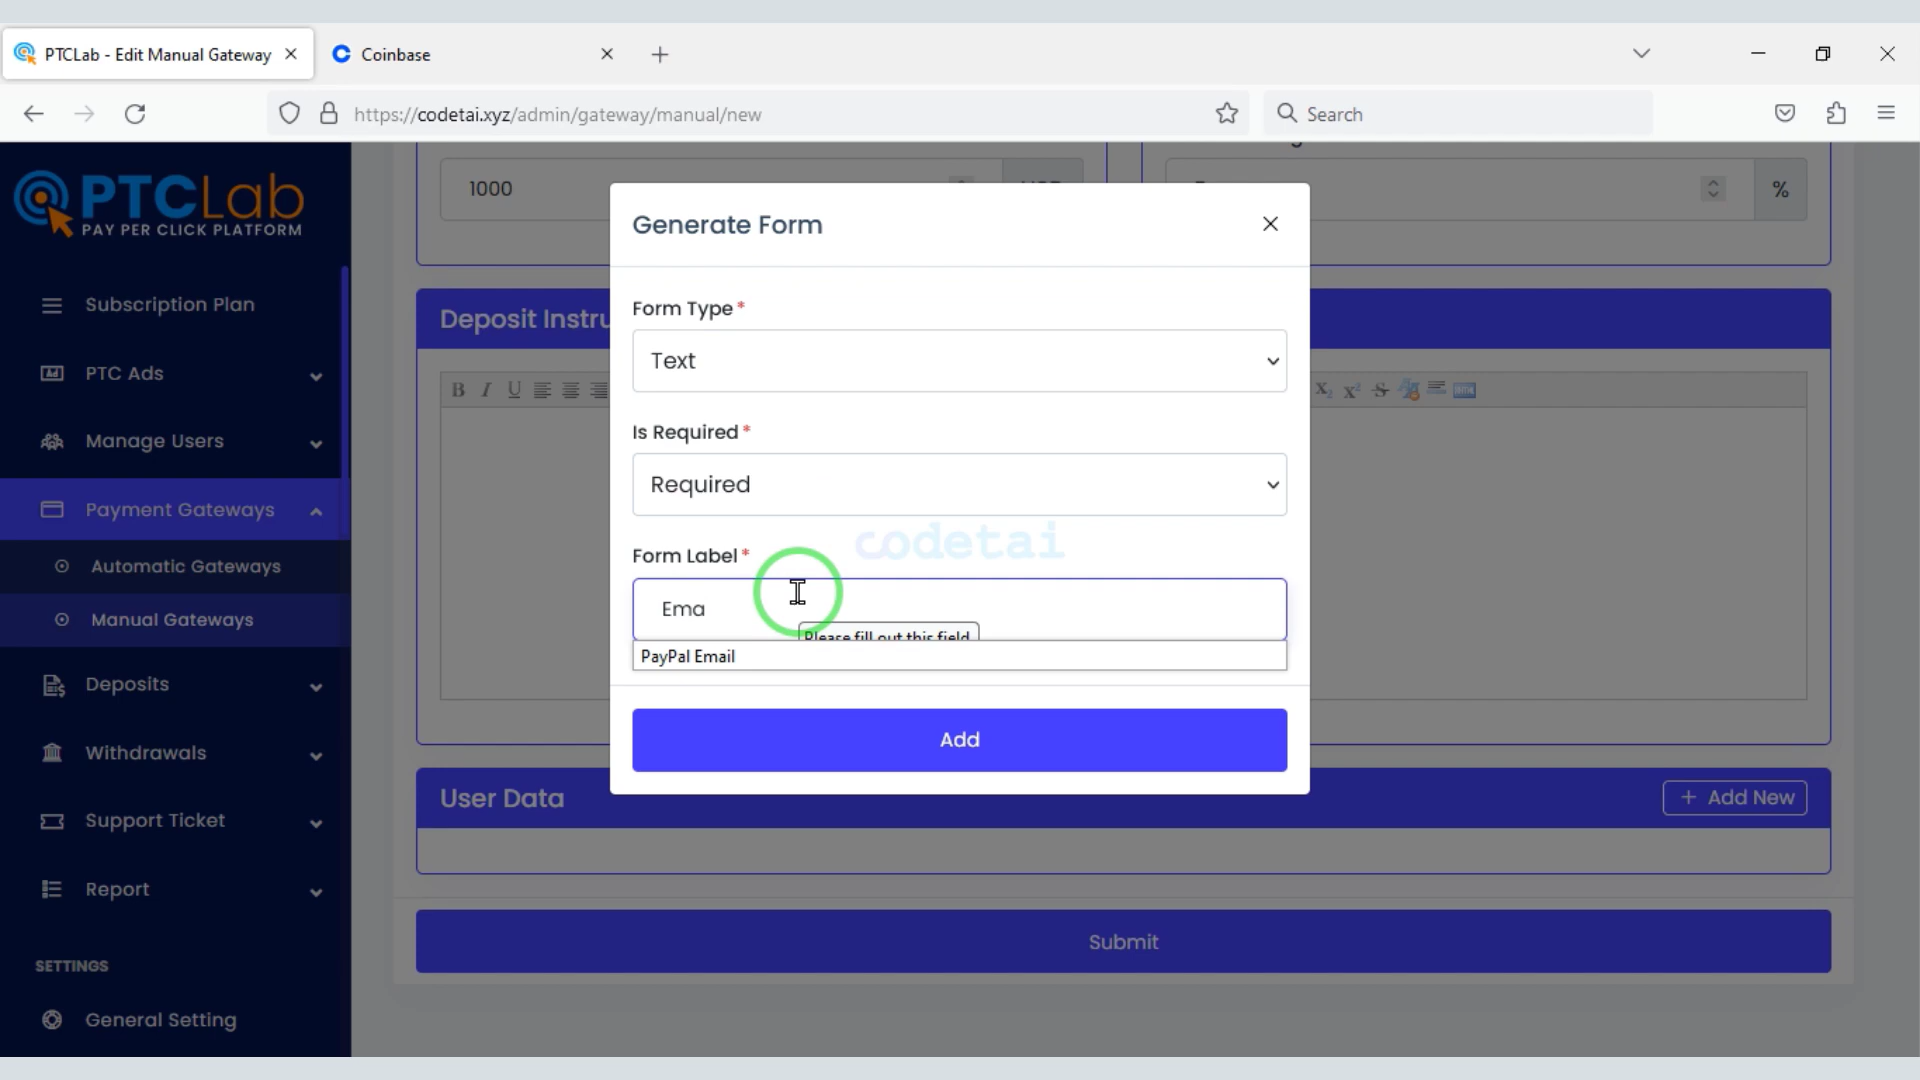 PTCLab - Edit Manual Gateway
Coinbase
https://codetai.xyz/admin/gateway/manual/new
Search
PTCLab
PAY PER CLICK PLATFORM
Subscription Plan
PTC Ads
Manage Users
Payment Gateways
Automatic Gateways
Manual Gateways
Deposits
Withdrawals
Support Ticket
Report
SETTINGS
General Setting
1000
%
Deposit Instru
Generate Form
Form Type *
Text
Is Required *
Required
codetai
Form Label *
Ema
Please fill out this field
PayPal Email
Add
User Data
+ Add New
Submit